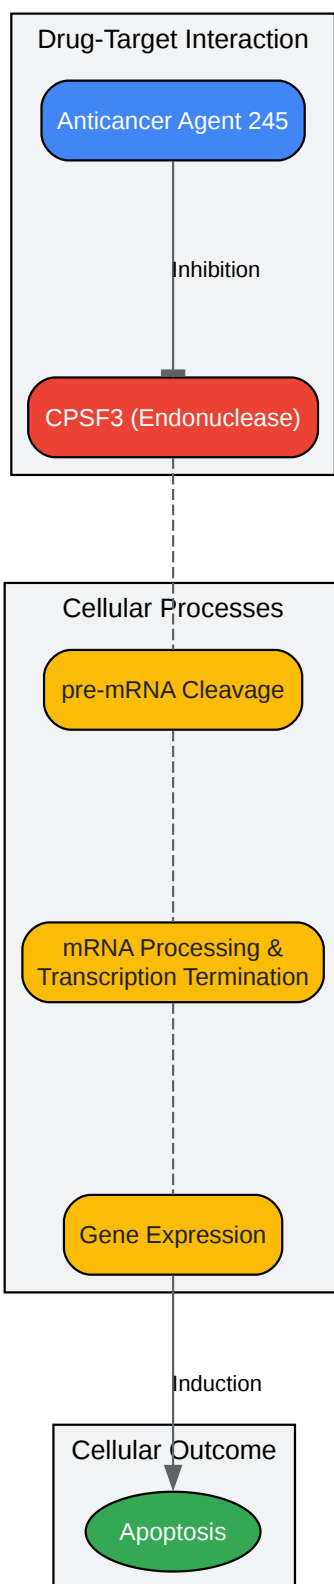 Drug-Target Interaction
Anticancer Agent 245
Inhibition
CPSF3 (Endonuclease)
Cellular Processes
pre-mRNA Cleavage
mRNA Processing &
Transcription Termination
Gene Expression
Induction
Cellular Outcome
Apoptosis